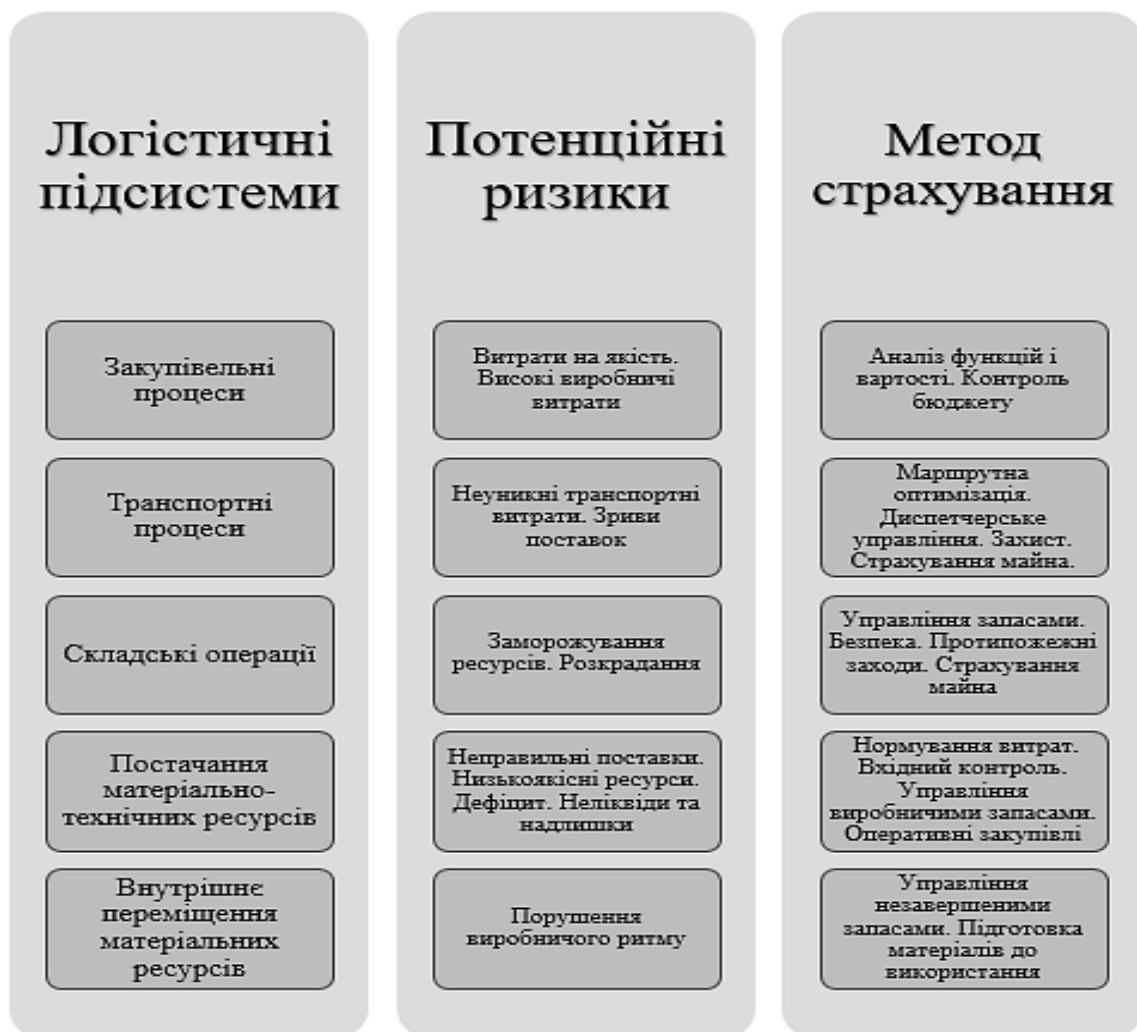 Логістичні
підсистеми
Потенційні
ризики
Метод
страхування
Закупівельні
процеси
Витрати на якість.
Високі виробничі
витрати
Аналіз функцій і
вартості. Контроль
бюджету
Транспортні
процеси
Неуникні транспортні
витрати. Зриви
поставок
Маршрутна
оптимізація.
Диспетчерське
управління. Захист.
Страхування майна.
Складські операції
Заморожування
ресурсів. Розкрадання
Управління запасами.
Безпека. Протипожежні
заходи. Страхування
майна
Постачання
матеріально-
технічних ресурсів
Неправильні поставки.
Низькоякісні ресурси.
Дефіцит. Неліквіди та
надлишки
Нормування витрат.
Вхідний контроль.
Управління
виробничими запасами.
Оперативні закупівлі
Внутрішнє
переміщення
матеріальних
ресурсів
Порушення
виробничого ритму
Управління
незавершеними
запасами. Підготовка
матеріалів до
використання